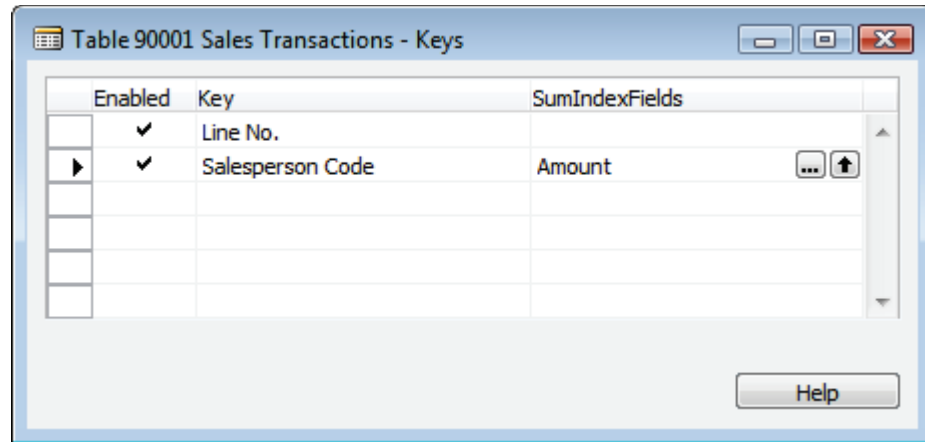 Table 90001 Sales Transactions - Keys
Enabled Key SumIndexFields
Line No.
Salesperson Code Amount ...
Help